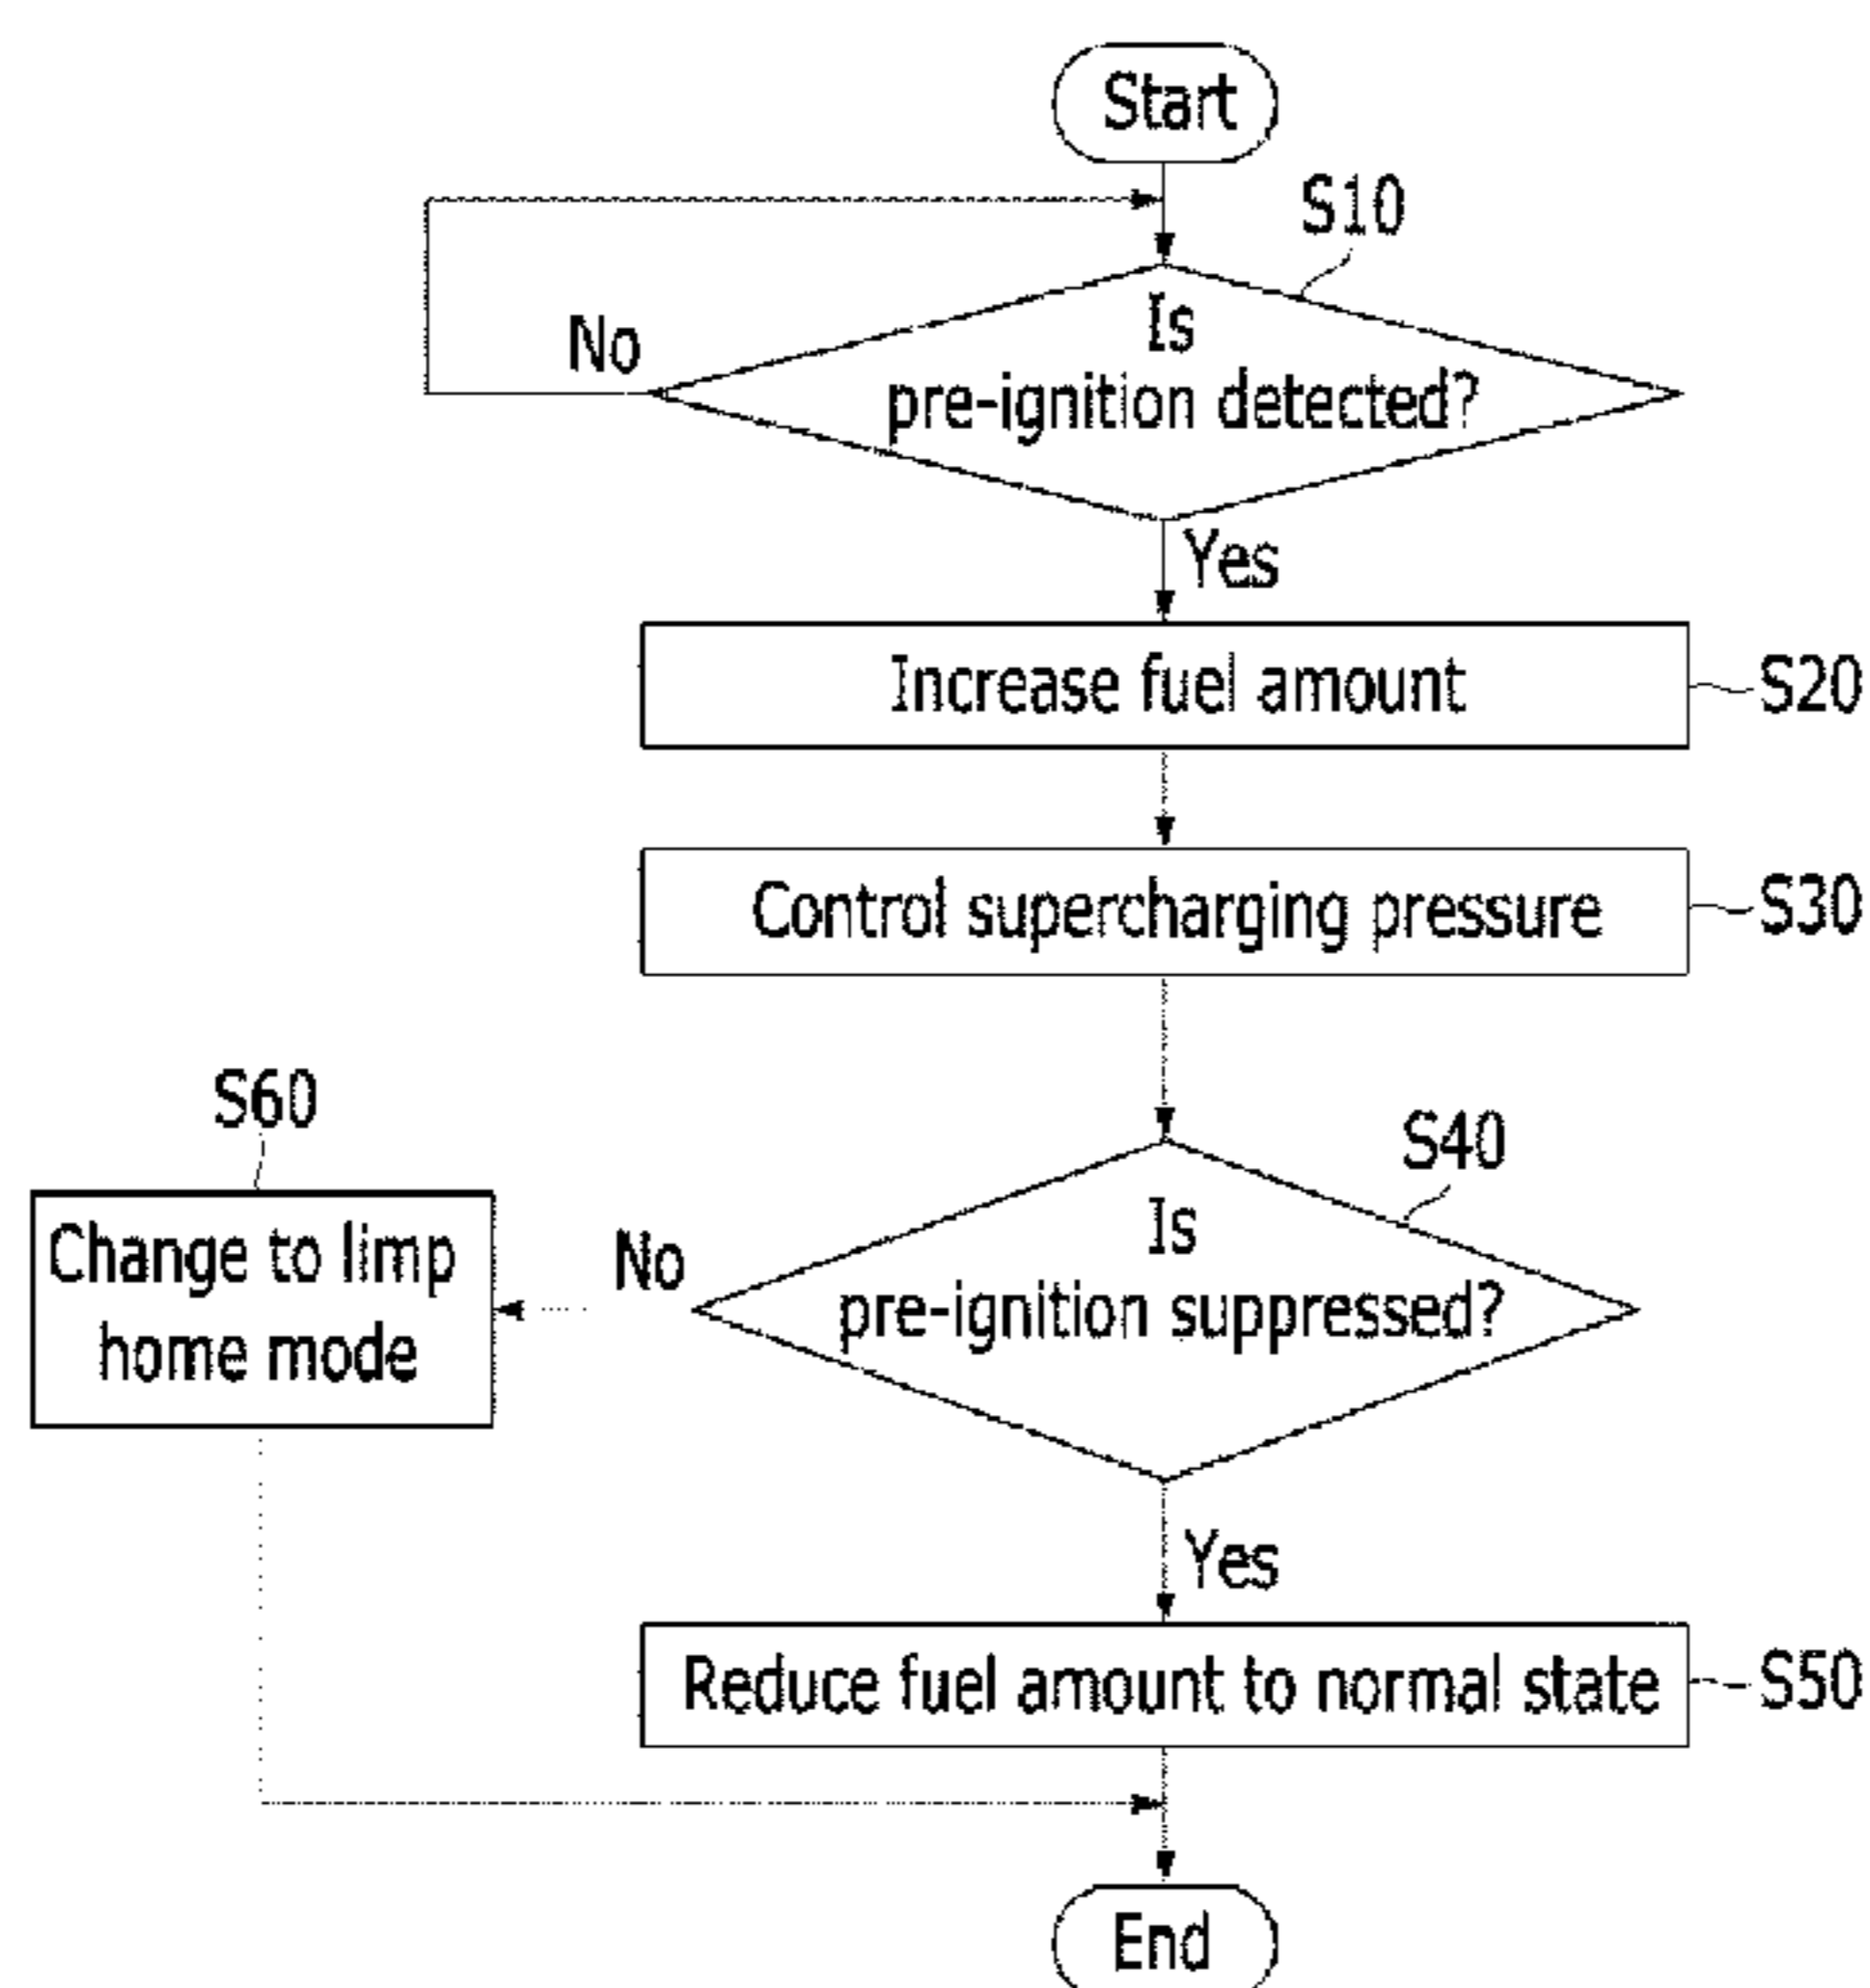 Start
S10
Is
pre-ignition detected?
No
Yes
Increase fuel amount
S20
Control supercharging pressure
S30
S40
Is
pre-ignition suppressed?
No
S60
Change to limp
home mode
Yes
Reduce fuel amount to normal state
S50
End